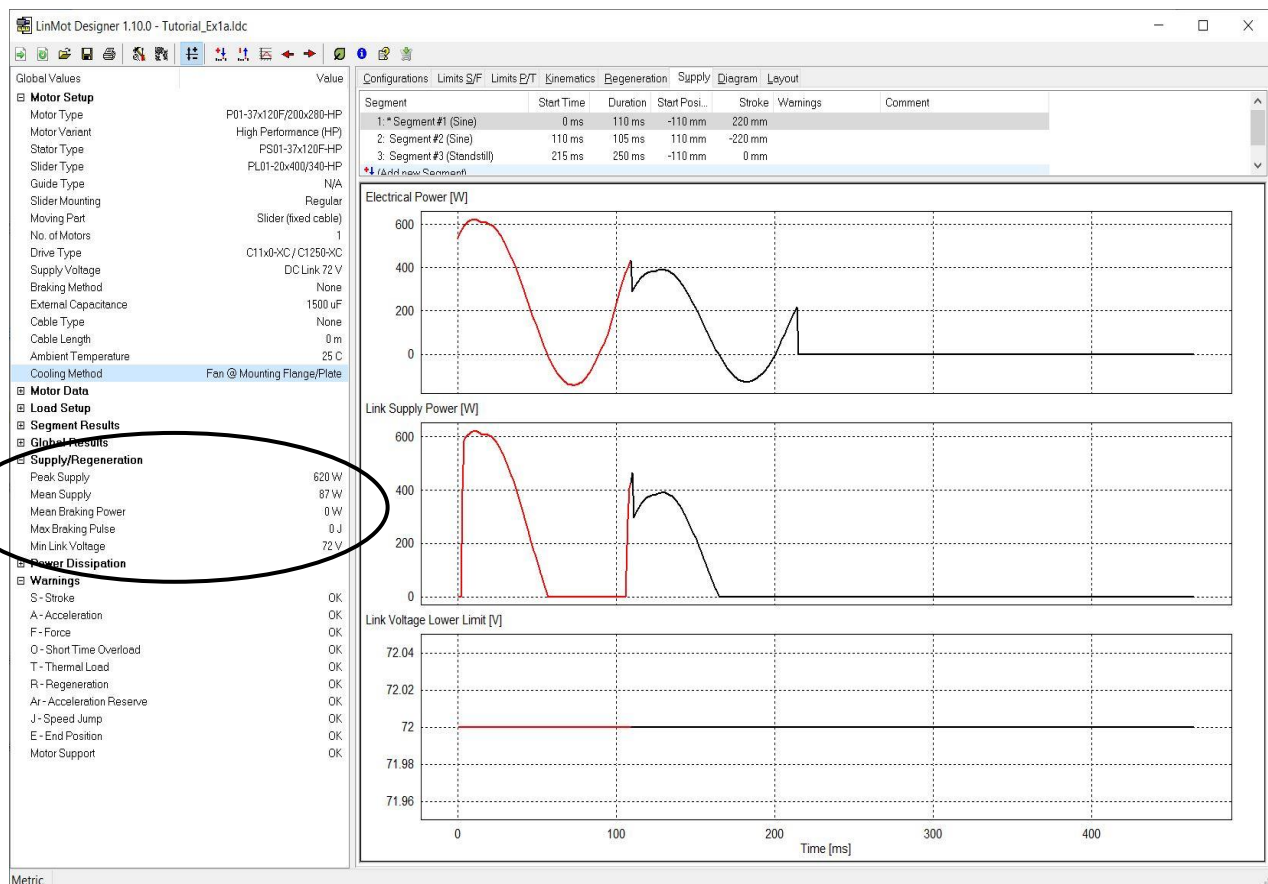 LinMot Designer 1.10.0 - Tutorial_Ex1a.ldc
Global Values Value
Motor Setup
Motor Type P01-37x120F/200x280-HP
Motor Variant High Performance (HP)
Stator Type PS01-37x120F-HP
Slider Type PL01-20x400/340-HP
Guide Type N/A
Slider Mounting Regular
Moving Part Slider (fixed cable)
No. of Motors 1
Drive Type C11x0-XC / C1250-XC
Supply Voltage DC Link 72 V
Braking Method None
External Capacitance 1500 uF
Cable Type None
Cable Length 0 m
Ambient Temperature 25 C
Cooling Method Fan @ Mounting Flange/Plate
Motor Data
Load Setup
Segment Results
Global Results
Supply/Regeneration
Peak Supply 620 W
Mean Supply 87 W
Mean Braking Power 0 W
Max Braking Pulse 0 J
Min Link Voltage 72 V
Power Dissipation
Warnings
S - Stroke OK
A - Acceleration OK
F - Force OK
O - Short Time Overload OK
T - Thermal Load OK
R - Regeneration OK
Ar - Acceleration Reserve OK
J - Speed Jump OK
E - End Position OK
Motor Support OK
Configurations Limits S/F Limits P/T Kinematics Regeneration Supply Diagram Layout
Segment Start Time Duration Start Posi... Stroke Warnings Comment
1: * Segment #1 (Sine) 0 ms 110 ms -110 mm 220 mm
2: Segment #2 (Sine) 110 ms 105 ms 110 mm -220 mm
3: Segment #3 (Standstill) 215 ms 250 ms -110 mm 0 mm
(Add new Segment)
Electrical Power [W]
600
400
200
0
Link Supply Power [W]
600
400
200
0
Link Voltage Lower Limit [V]
72.04
72.02
72
71.98
71.96
0 100 200 300 400
Time [ms]
Metric